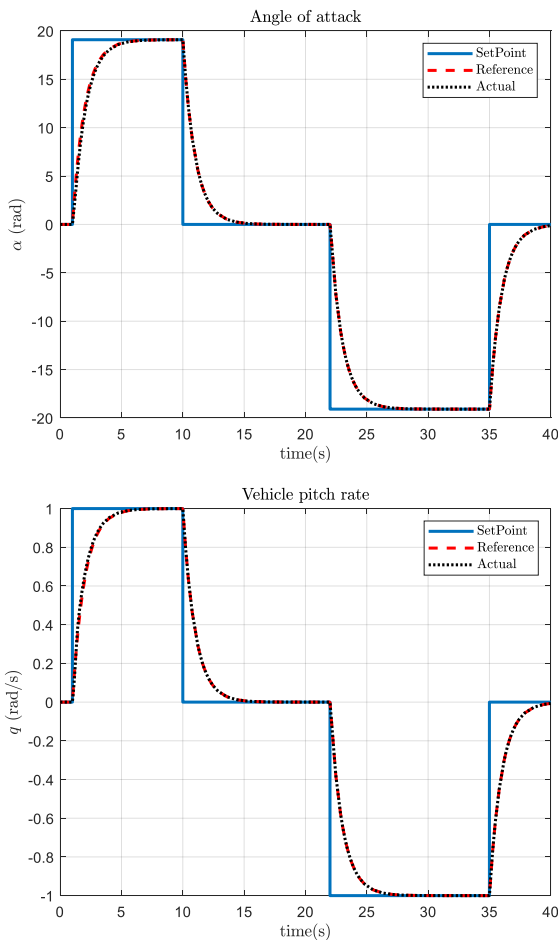 Angle of attack
20
15
10
5
0
-5
-10
-15
-20
α (rad)
SetPoint
Reference
Actual
0 5 10 15 20 25 30 35 40
time(s)
Vehicle pitch rate
1
0.8
0.6
0.4
0.2
0
-0.2
-0.4
-0.6
-0.8
-1
q (rad/s)
SetPoint
Reference
Actual
0 5 10 15 20 25 30 35 40
time(s)